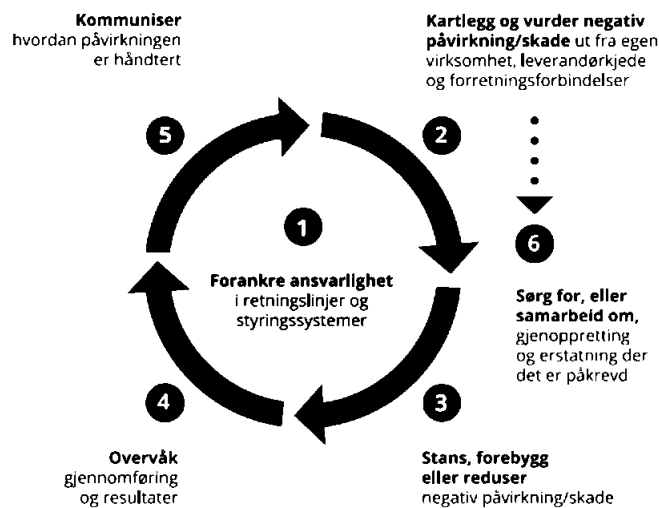 Kommuniser
hvordan påvirkningen
er håndtert
5
Kartlegg og vurder negativ
påvirkning/skade ut fra egen
virksomhet, leverandørkjede
og forretningsforbindelser
2
1
Forankre ansvarlighet
i retningslinjer og
styringssystemer
6
Sørg for, eller
samarbeid om,
gjenoppretting
og erstatning der
det er påkrevd
4
Overvåk
gjennomføring
og resultater
3
Stans, forebygg
eller reduser
negativ påvirkning/skade